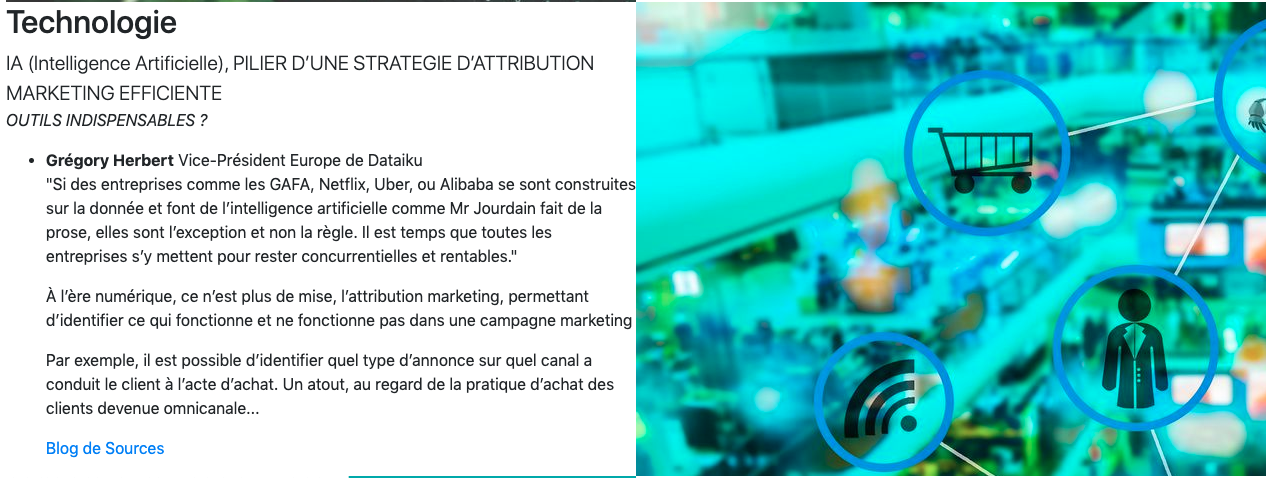 Technologie
IA (Intelligence Artificielle), PILIER D’UNE STRATEGIE D’ATTRIBUTION
MARKETING EFFICIENTE
OUTILS INDISPENSABLES ?
• Grégory Herbert Vice-Président Europe de Dataiku
"Si des entreprises comme les GAFA, Netflix, Uber, ou Alibaba se sont construites
sur la donnée et font de l’intelligence artificielle comme Mr Jourdain fait de la
prose, elles sont l’exception et non la règle. Il est temps que toutes les
entreprises s’y mettent pour rester concurrentielles et rentables."
À l’ère numérique, ce n’est plus de mise, l’attribution marketing, permettant
d’identifier ce qui fonctionne et ne fonctionne pas dans une campagne marketing
Par exemple, il est possible d’identifier quel type d’annonce sur quel canal a
conduit le client à l’acte d’achat. Un atout, au regard de la pratique d’achat des
clients devenue omnicanale...
Blog de Sources